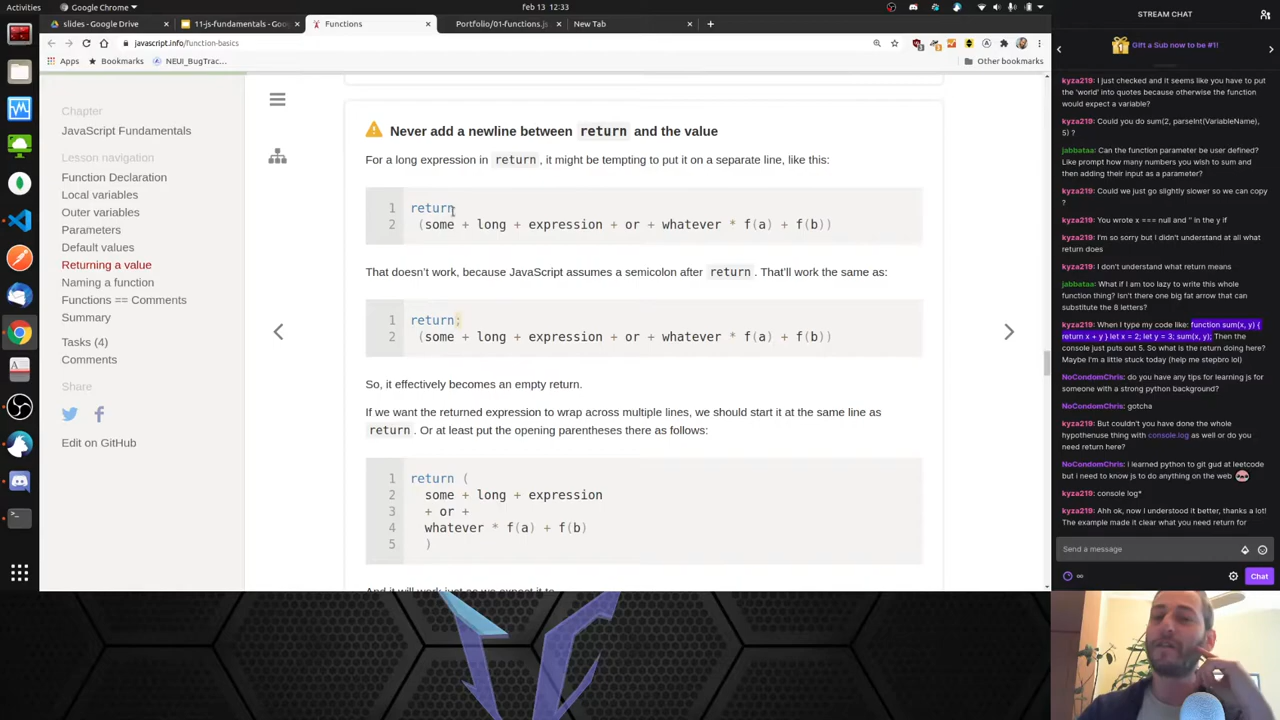 Activities
Google Chrome
feb 13 12:33
slides - Google Drive
11-js-fundamentals - Goog
Functions
Portfolio/01-functions.js
New Tab
javascript.info/function-basics
Apps
Bookmarks
NEUI_BugTrac...
Other bookmarks
Chapter
JavaScript Fundamentals
Lesson navigation
Function Declaration
Local variables
Outer variables
Parameters
Default values
Returning a value
Naming a function
Functions == Comments
Summary
Tasks (4)
Comments
Share
Edit on GitHub
Never add a newline between return and the value
For a long expression in return, it might be tempting to put it on a separate line, like this:
1 return
2 (some + long + expression + or + whatever * f(a) + f(b))
That doesn't work, because JavaScript assumes a semicolon after return. That'll work the same as:
1 return;
2 (some + long + expression + or + whatever * f(a) + f(b))
So, it effectively becomes an empty return.
If we want the returned expression to wrap across multiple lines, we should start it at the same line as
return. Or at least put the opening parentheses there as follows:
1 return (
2 some + long + expression
3 + or +
4 whatever * f(a) + f(b)
5 )
And it will work just as we expect it to.
STREAM CHAT
Gift a Sub now to be #1!
kyza219: I just checked and it seems like you have to put
the 'world' into quotes because otherwise the function
would expect a variable?
kyza219: Could you do sum(2, parseInt(VariableName),
5) ?
jabbataa: Can the function parameter be user defined?
Like prompt how many numbers you wish to sum and
then adding their input as a parameter?
kyza219: Could we just go slightly slower so we can copy
?
kyza219: You wrote x === null and '' in the y if
kyza219: I'm so sorry but I didn't understand at all what
return does
kyza219: I don't understand what return means
jabbataa: What if I am too lazy to write this whole
function thing? Isn't there one big fat arrow that can
substitute the 8 letters?
kyza219: When I type my code like: function sum(x, y) {
return x + y } let x = 2; let y = 3; sum(x, y); Then the
console just puts out 5. So what is the return doing here?
Maybe I'm a little stuck today (help me stepbro lol)
NoCondomChris: do you have any tips for learning js for
someone with a strong python background?
NoCondomChris: gotcha
kyza219: But couldn't you have done the whole
hypothenuse thing with console.log as well or do you
need return here?
NoCondomChris: I learned python to git gud at leetcode
but i need to know js to do anything on the web
kyza219: console log*
kyza219: Ahh ok, now I understood it better, thanks a lot!
The example made it clear what you need return for
Send a message
Chat